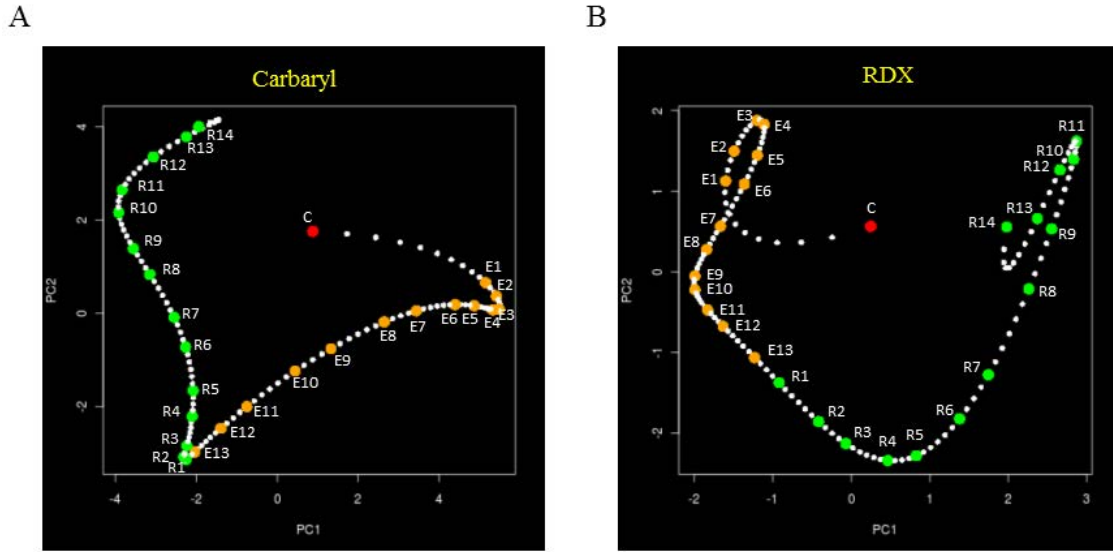 A
B
Carbaryl
4
2
0
-2
PC2
-4
-2
0
2
4
PC1
C
E1
E2
E3
E4
E5
E6
E7
E8
E9
E10
E11
E12
E13
R1
R2
R3
R4
R5
R6
R7
R8
R9
R10
R11
R12
R13
R14
RDX
2
1
0
-1
-2
PC2
-2
-1
0
1
2
3
PC1
C
E1
E2
E3
E4
E5
E6
E7
E8
E9
E10
E11
E12
E13
R1
R2
R3
R4
R5
R6
R7
R8
R9
R10
R11
R12
R13
R14